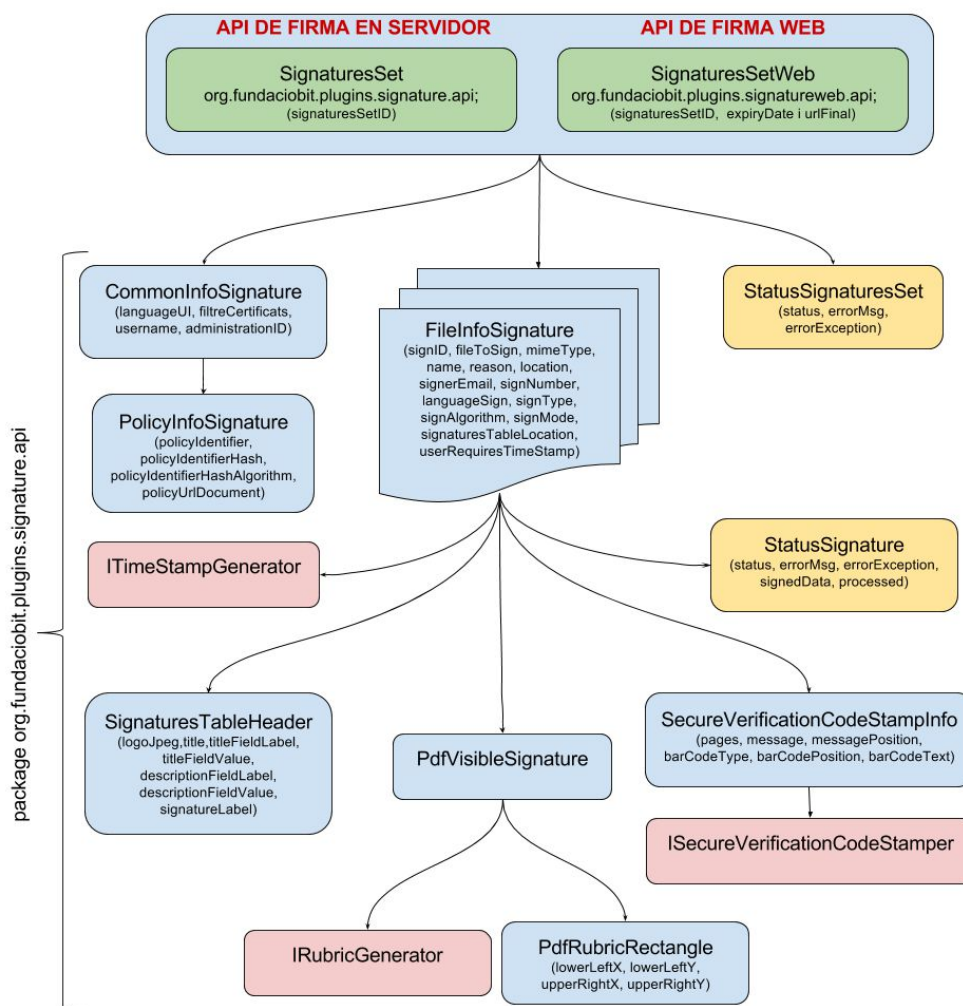 API DE FIRMA EN SERVIDOR
API DE FIRMA WEB
SignaturesSet
org.fundaciobit.plugins.signature.api;
(signaturesSetID)
SignaturesSetWeb
org.fundaciobit.plugins.signatureweb.api;
(signaturesSetID, expiryDate i urlFinal)
package org.fundaciobit.plugins.signature.api
CommonInfoSignature
(languageUI, filtreCertificats,
username, administrationID)
FileInfoSignature
(signID, fileToSign, mimeType,
name, reason, location,
signerEmail, signNumber,
languageSign, signType,
signAlgorithm, signMode,
signaturesTableLocation,
userRequiresTimeStamp)
StatusSignaturesSet
(status, errorMsg,
errorException)
PolicyInfoSignature
(policyIdentifier,
policyIdentifierHash,
policyIdentifierHashAlgorithm,
policyUrlDocument)
ITimeStampGenerator
StatusSignature
(status, errorMsg, errorException,
signedData, processed)
SignaturesTableHeader
(logoJpeg,title,titleFieldLabel,
titleFieldValue,
descriptionFieldLabel,
descriptionFieldValue,
signatureLabel)
PdfVisibleSignature
SecureVerificationCodeStampInfo
(pages, message, messagePosition,
barCodeType, barCodePosition, barCodeText)
ISecureVerificationCodeStamper
IRubricGenerator
PdfRubricRectangle
(lowerLeftX, lowerLeftY,
upperRightX, upperRightY)